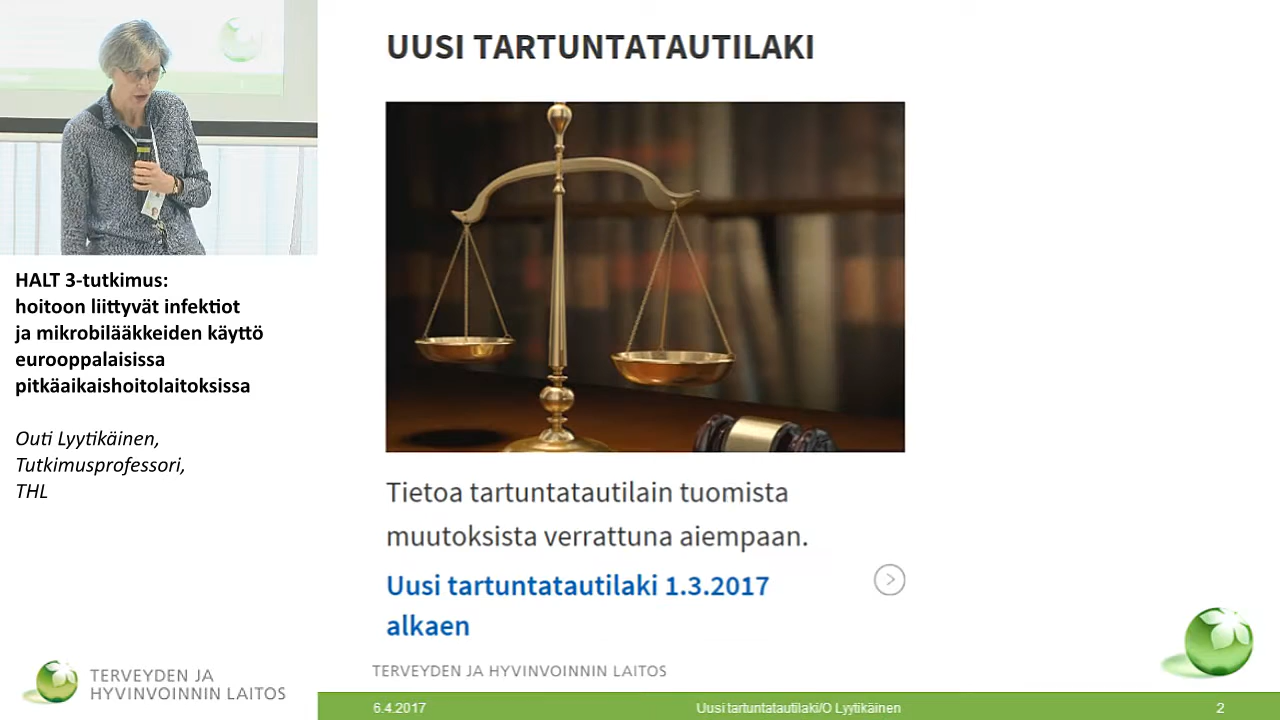 UUSI TARTUNTATAUTILAKI
HALT 3-tutkimus:
hoitoon liittyvät infektiot
ja mikrobilääkkeiden käyttö
eurooppalaisissa
pitkäaikaishoitolaitoksissa
Outi Lyytikäinen,
Tutkimusprofessori,
THL
Tietoa tartuntatautilain tuomista
muutoksista verrattuna aiempaan.
Uusi tartuntatautilaki 1.3.2017
alkaen
TERVEYDEN JA HYVINVOINNIN LAITOS
TERVEYDEN JA
HYVINVOINNIN LAITOS
6.4.2017 Uusi tartuntatautilaki/O Lyytikäinen 2